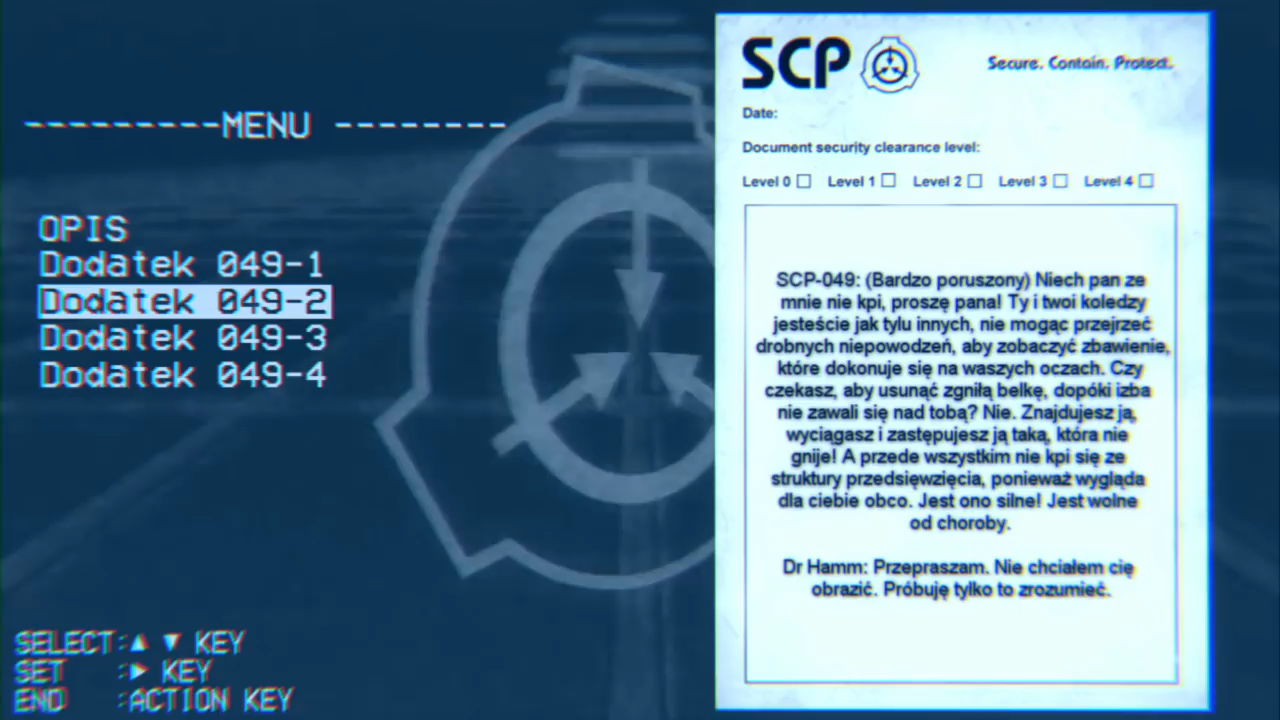 ---------MENU --------
OPIS
Dodatek 049-1
Dodatek 049-2
Dodatek 049-3
Dodatek 049-4
SELECT:▲ ▼ KEY
SET :► KEY
END :ACTION KEY
SCP
Secure. Contain. Protect.
Date:
Document security clearance level:
Level 0 ☐ Level 1 ☐ Level 2 ☐ Level 3 ☐ Level 4 ☐
SCP-049: (Bardzo poruszony) Niech pan ze
mnie nie kpi, proszę pana! Ty i twoi koledzy
jesteście jak tylu innych, nie mogąc przejrzeć
drobnych niepowodzeń, aby zobaczyć zbawienie,
które dokonuje się na waszych oczach. Czy
czekasz, aby usunąć zgniłą belkę, dopóki izba
nie zawali się nad tobą? Nie. Znajdujesz ją,
wyciągasz i zastępujesz ją taką, która nie
gnije! A przede wszystkim nie kpi się ze
struktury przedsięwzięcia, ponieważ wygląda
dla ciebie obco. Jest ono silne! Jest wolne
od choroby.
Dr Hamm: Przepraszam. Nie chciałem cię
obrazić. Próbuję tylko to zrozumieć.